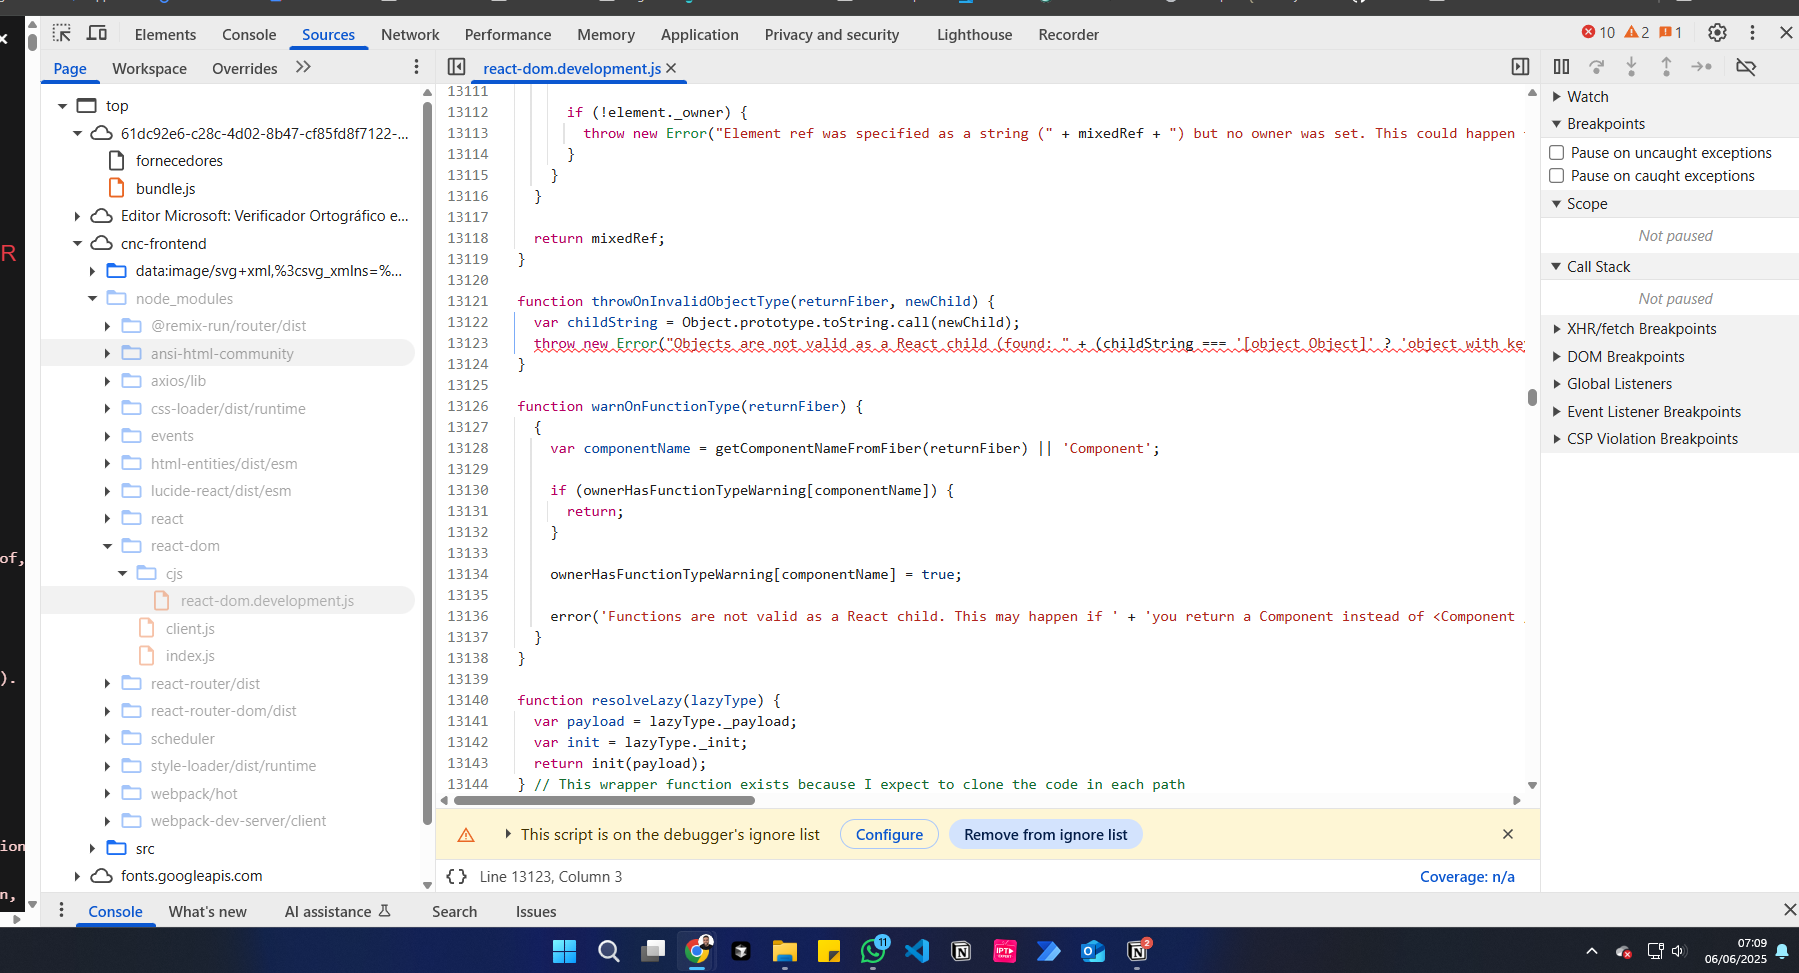 Elements Console Sources Network Performance Memory Application Privacy and security Lighthouse Recorder 10 2 1
Page Workspace Overrides
react-dom.development.js
top
61dc92e6-c28c-4d02-8b47-cf85fd8f7122-...
fornecedores
bundle.js
Editor Microsoft: Verificador Ortográfico e...
cnc-frontend
data:image/svg+xml,%3csvg_xmlns=%...
node_modules
@remix-run/router/dist
ansi-html-community
axios/lib
css-loader/dist/runtime
events
html-entities/dist/esm
lucide-react/dist/esm
react
react-dom
cjs
react-dom.development.js
client.js
index.js
react-router/dist
react-router-dom/dist
scheduler
style-loader/dist/runtime
webpack/hot
webpack-dev-server/client
src
fonts.googleapis.com
R
of,
).
ion
n,
13111
13112 if (!element._owner) {
13113 throw new Error("Element ref was specified as a string (" + mixedRef + ") but no owner was set. This could happen
13114 }
13115 }
13116 }
13117
13118 return mixedRef;
13119 }
13120
13121 function throwOnInvalidObjectType(returnFiber, newChild) {
13122 var childString = Object.prototype.toString.call(newChild);
13123 throw new Error("Objects are not valid as a React child (found: " + (childString === '[object Object]' ? 'object with ke
13124 }
13125
13126 function warnOnFunctionType(returnFiber) {
13127 {
13128 var componentName = getComponentNameFromFiber(returnFiber) || 'Component';
13129
13130 if (ownerHasFunctionTypeWarning[componentName]) {
13131 return;
13132 }
13133
13134 ownerHasFunctionTypeWarning[componentName] = true;
13135
13136 error('Functions are not valid as a React child. This may happen if ' + 'you return a Component instead of <Component
13137 }
13138 }
13139
13140 function resolveLazy(lazyType) {
13141 var payload = lazyType._payload;
13142 var init = lazyType._init;
13143 return init(payload);
13144 } // This wrapper function exists because I expect to clone the code in each path
This script is on the debugger's ignore list Configure Remove from ignore list
{} Line 13123, Column 3 Coverage: n/a
Watch
Breakpoints
Pause on uncaught exceptions
Pause on caught exceptions
Scope
Not paused
Call Stack
Not paused
XHR/fetch Breakpoints
DOM Breakpoints
Global Listeners
Event Listener Breakpoints
CSP Violation Breakpoints
Console What's new AI assistance Search Issues
11
2
07:09
06/06/2025